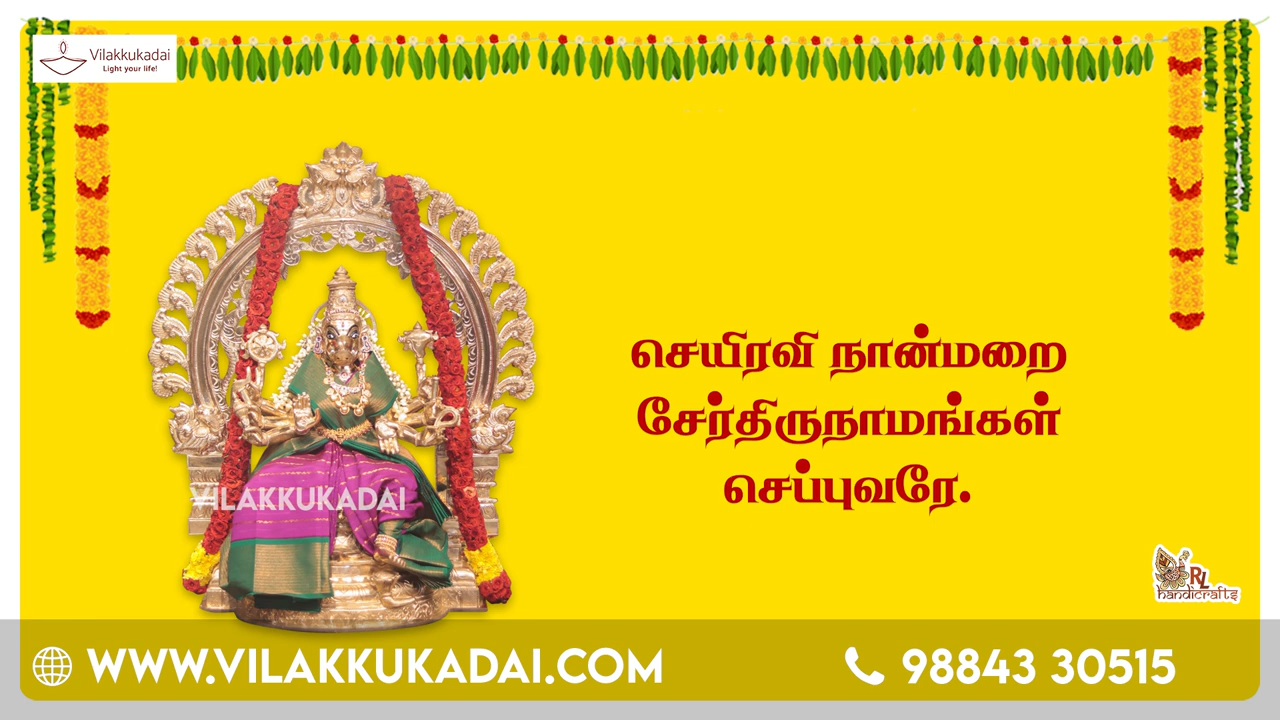 Vilakkukadai
Light your life!
செயிரவி நான்மறை
சேர்திருநாமங்கள்
செப்புவரே.
VILAKKUKADAI
RL
handicrafts
WWW.VILAKKUKADAI.COM
98843 30515